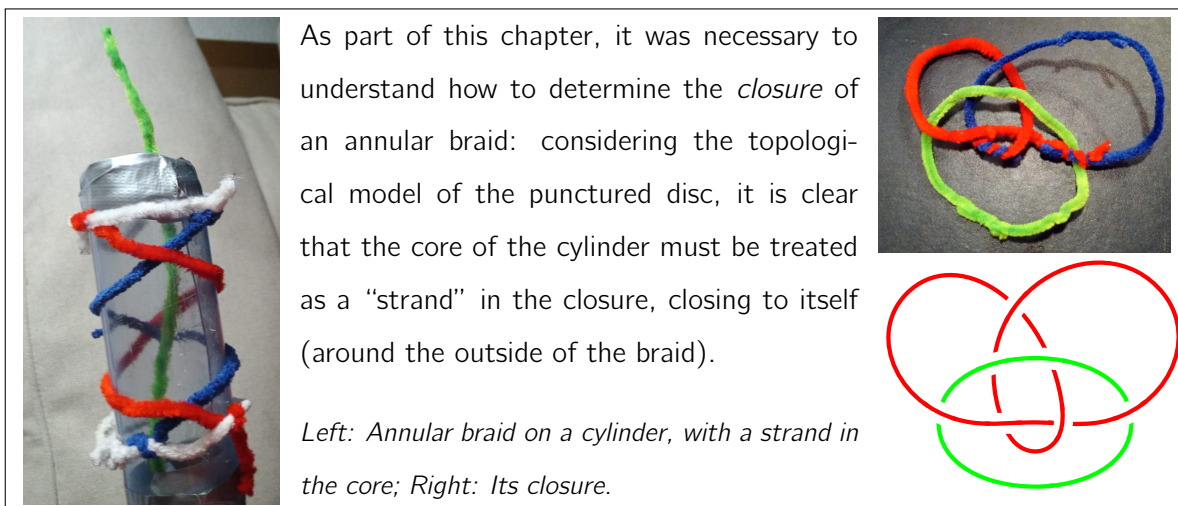 As part of this chapter, it was necessary to
understand how to determine the closure of
an annular braid: considering the topologi-
cal model of the punctured disc, it is clear
that the core of the cylinder must be treated
as a “strand” in the closure, closing to itself
(around the outside of the braid).
Left: Annular braid on a cylinder, with a strand in
the core; Right: Its closure.